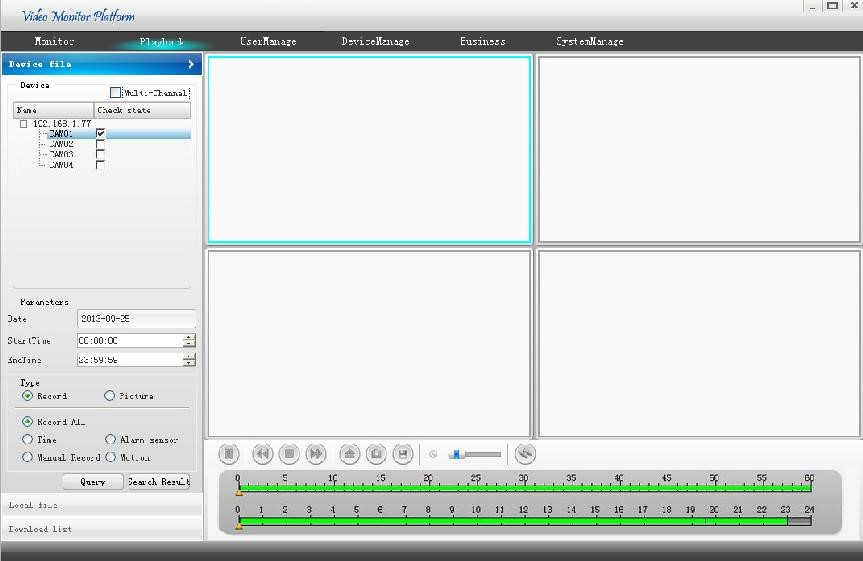 Video Monitor Platform
Monitor Playback UserManage DeviceManage Business SystemManage
Device file
Device
Multi-Channel
Name Check state
192.168.1.77
CAM01
CAM02
CAM03
CAM04
Parameters
Date 2013-09-25
StartTime 00:00:00
EndTime 23:59:59
Type
Record Picture
Record All
Time Alarm sensor
Manual Record Motion
Query Search Result
Local file
Download list
0 5 10 15 20 25 30 35 40 45 50 55 60
0 1 2 3 4 5 6 7 8 9 10 11 12 13 14 15 16 17 18 19 20 21 22 23 24